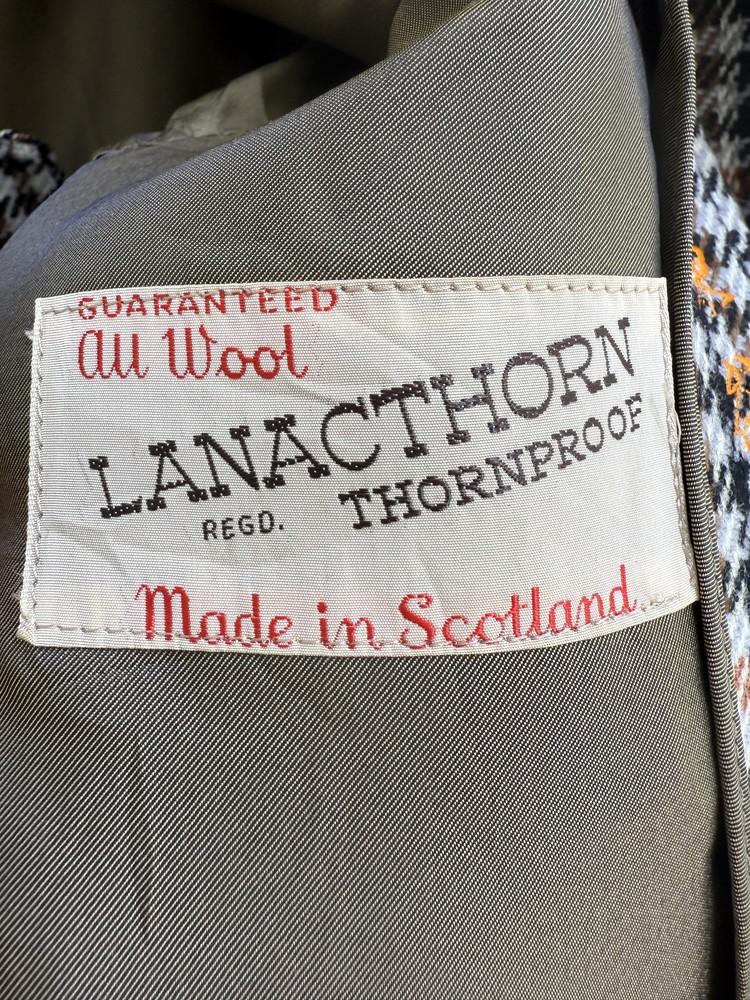 GUARANTEED
All Wool
LANACTHORN
REGD. THORNPROOF
Made in Scotland